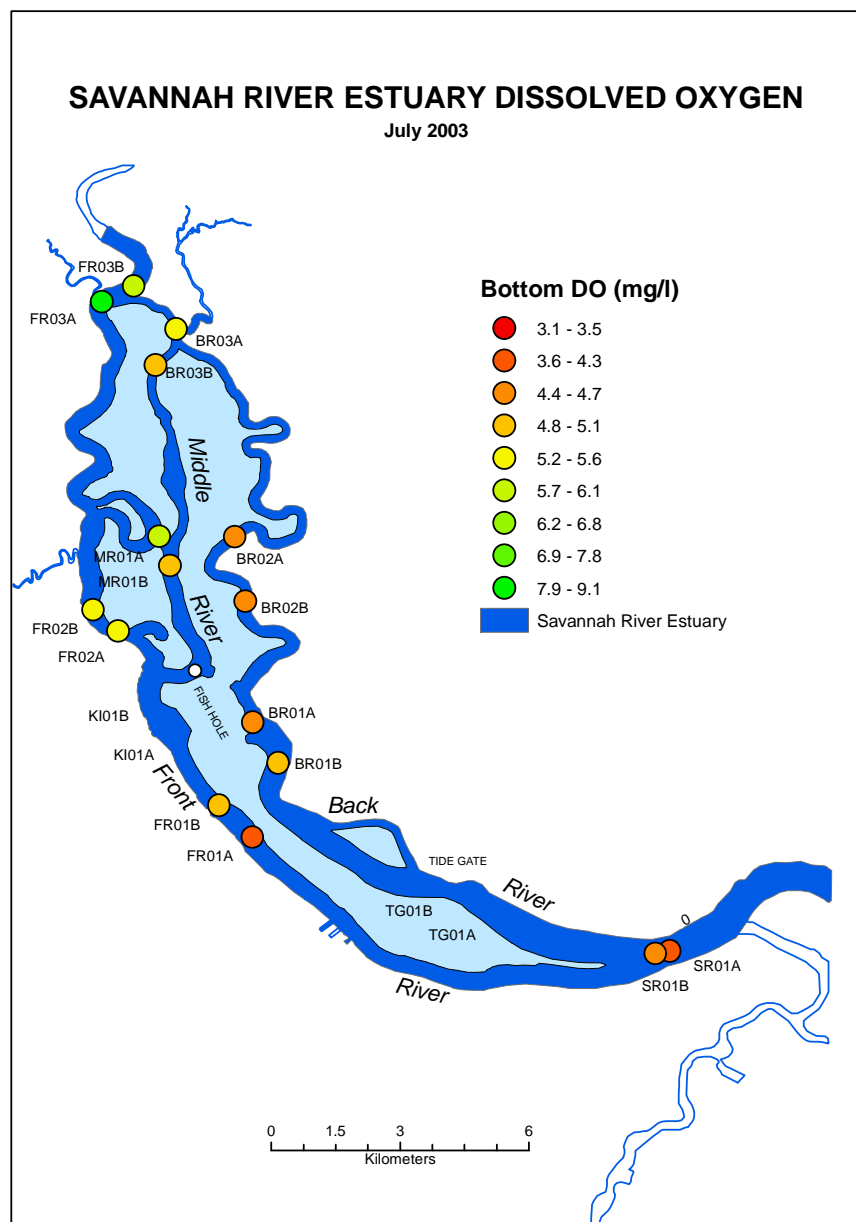 SAVANNAH RIVER ESTUARY DISSOLVED OXYGEN
July 2003
FR03B
FR03A
BR03A
BR03B
Bottom DO (mg/l)
3.1 - 3.5
3.6 - 4.3
4.4 - 4.7
4.8 - 5.1
5.2 - 5.6
5.7 - 6.1
6.2 - 6.8
6.9 - 7.8
7.9 - 9.1
Savannah River Estuary
Middle
River
MR01A
MR01B
BR02A
BR02B
FR02B
FR02A
FISH HOLE
KI01B
KI01A
BR01A
BR01B
Front
River
FR01B
FR01A
Back
River
TIDE GATE
TG01B
TG01A
0
SR01A
SR01B
0 1.5 3 6
Kilometers